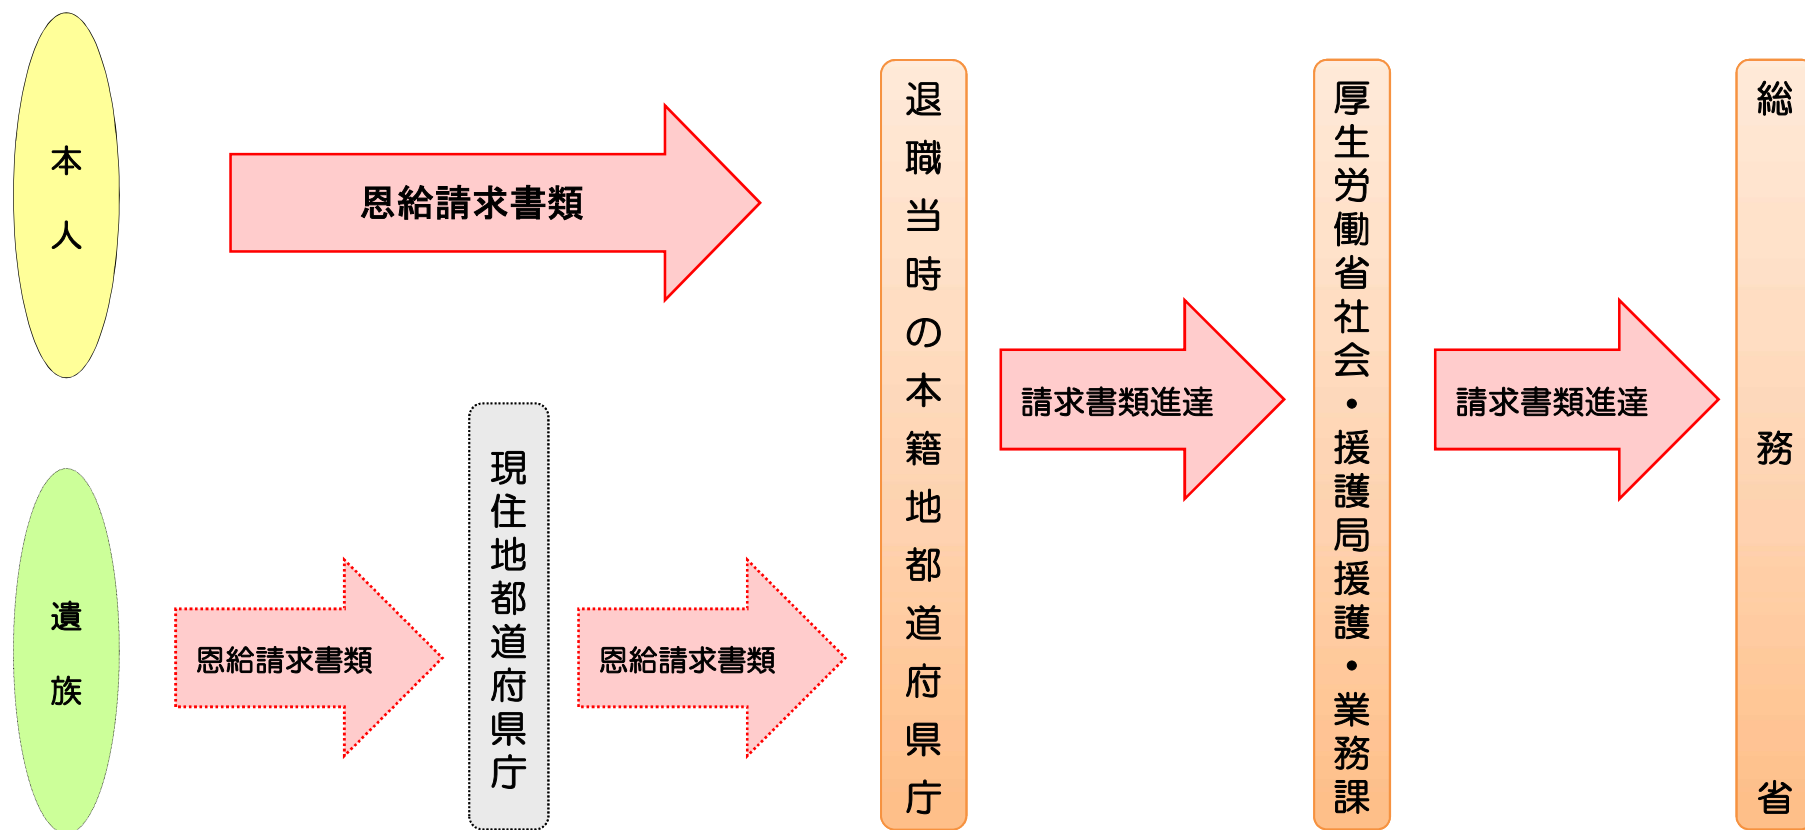 本人
恩給請求書類
遺族
恩給請求書類
現住地都道府県庁
恩給請求書類
退職当時の本籍地都道府県庁
請求書類進達
厚生労働省社会・援護局援護・業務課
請求書類進達
総務省